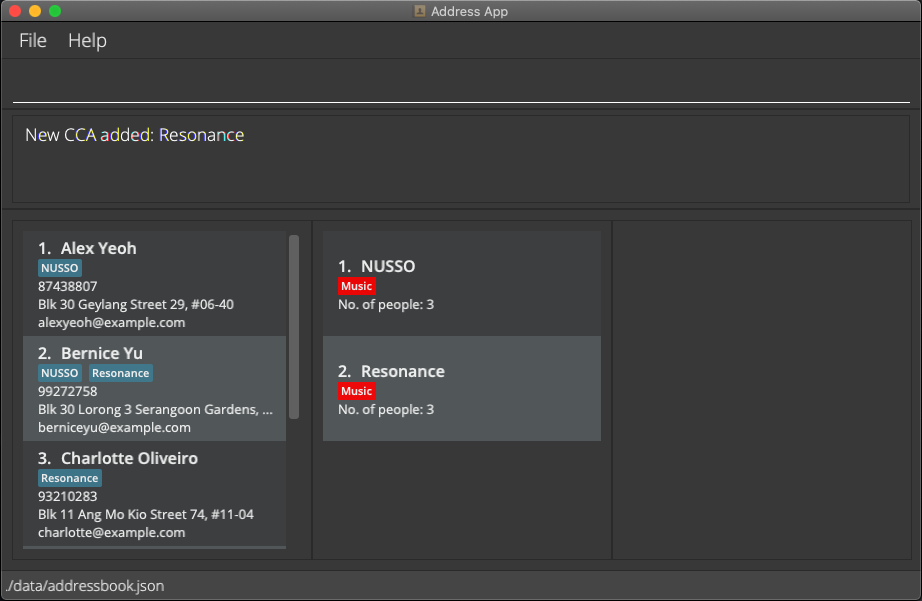 Address App
File Help
New CCA added: Resonance
1. Alex Yeoh
NUSSO
87438807
Blk 30 Geylang Street 29, #06-40
alexyeoh@example.com
2. Bernice Yu
NUSSO Resonance
99272758
Blk 30 Lorong 3 Serangoon Gardens, ...
berniceyu@example.com
3. Charlotte Oliveiro
Resonance
93210283
Blk 11 Ang Mo Kio Street 74, #11-04
charlotte@example.com
1. NUSSO
Music
No. of people: 3
2. Resonance
Music
No. of people: 3
./data/addressbook.json